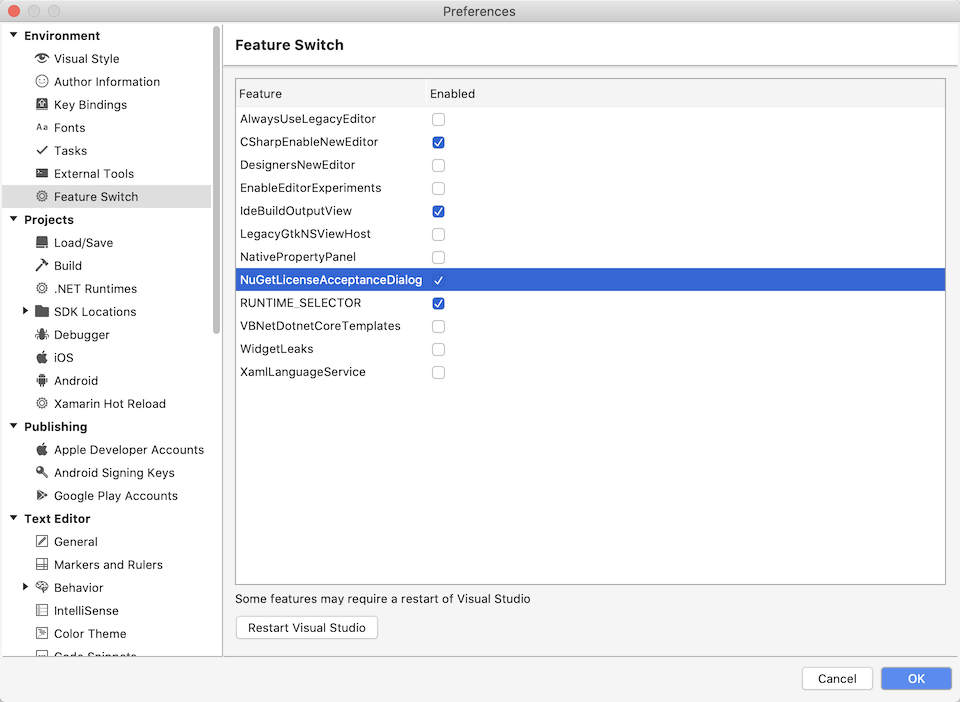 Preferences
Environment
Visual Style
Author Information
Key Bindings
Aa Fonts
Tasks
External Tools
Feature Switch
Projects
Load/Save
Build
.NET Runtimes
SDK Locations
Debugger
iOS
Android
Xamarin Hot Reload
Publishing
Apple Developer Accounts
Android Signing Keys
Google Play Accounts
Text Editor
General
Markers and Rulers
Behavior
IntelliSense
Color Theme
Code Snippets
Feature Switch
Feature Enabled
AlwaysUseLegacyEditor
CSharpEnableNewEditor
DesignersNewEditor
EnableEditorExperiments
IdeBuildOutputView
LegacyGtkNSViewHost
NativePropertyPanel
NuGetLicenseAcceptanceDialog
RUNTIME_SELECTOR
VBNetDotnetCoreTemplates
WidgetLeaks
XamlLanguageService
Some features may require a restart of Visual Studio
Restart Visual Studio
Cancel OK